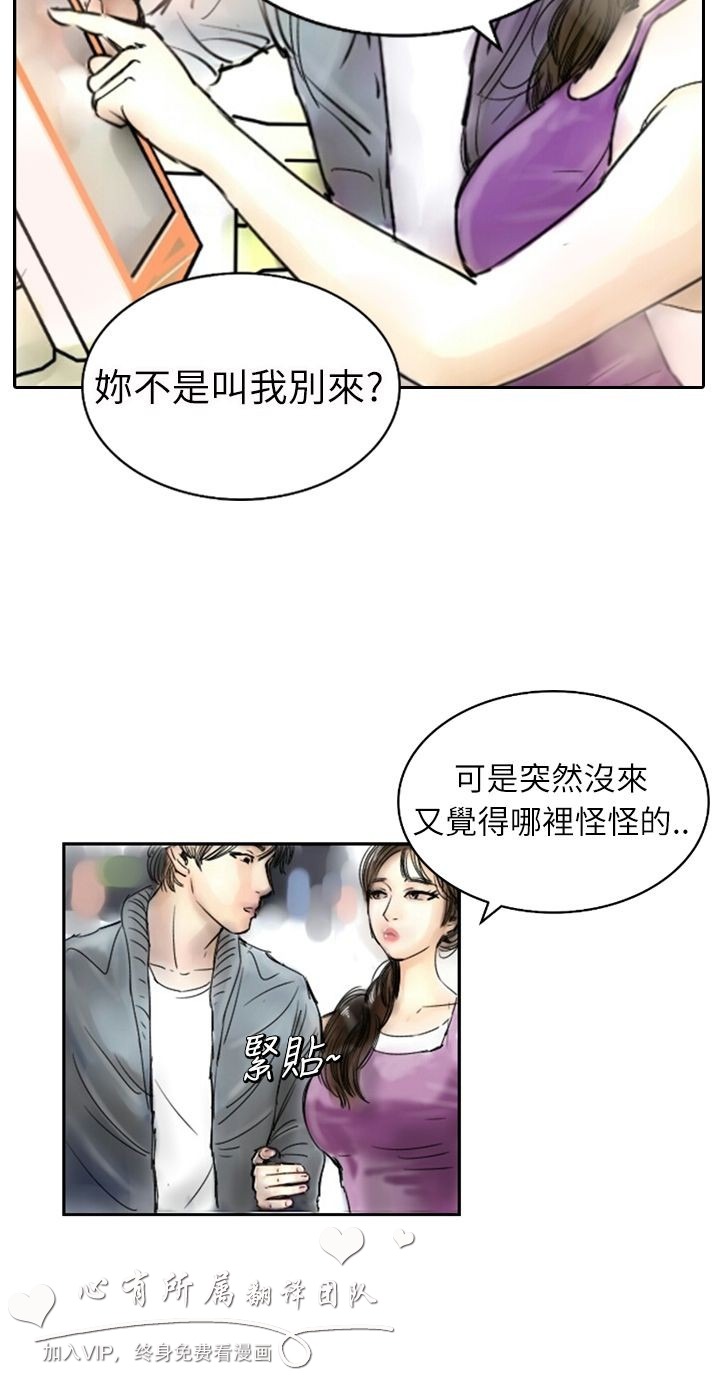 妳不是叫我別來?
可是突然沒來
又覺得哪裡怪怪的..
緊貼~
心有所属翻译团队
加入VIP，终身免费看漫画